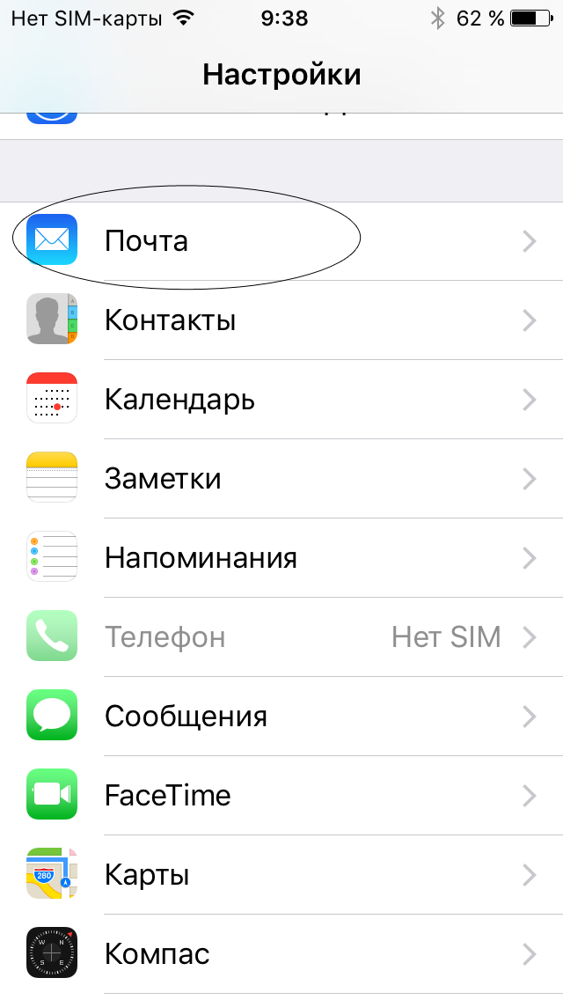 Нет SIM-карты 9:38 62 %
Настройки
Почта
Контакты
Календарь
Заметки
Напоминания
Телефон Нет SIM
Сообщения
FaceTime
280
Карты
W N
S E
Компас